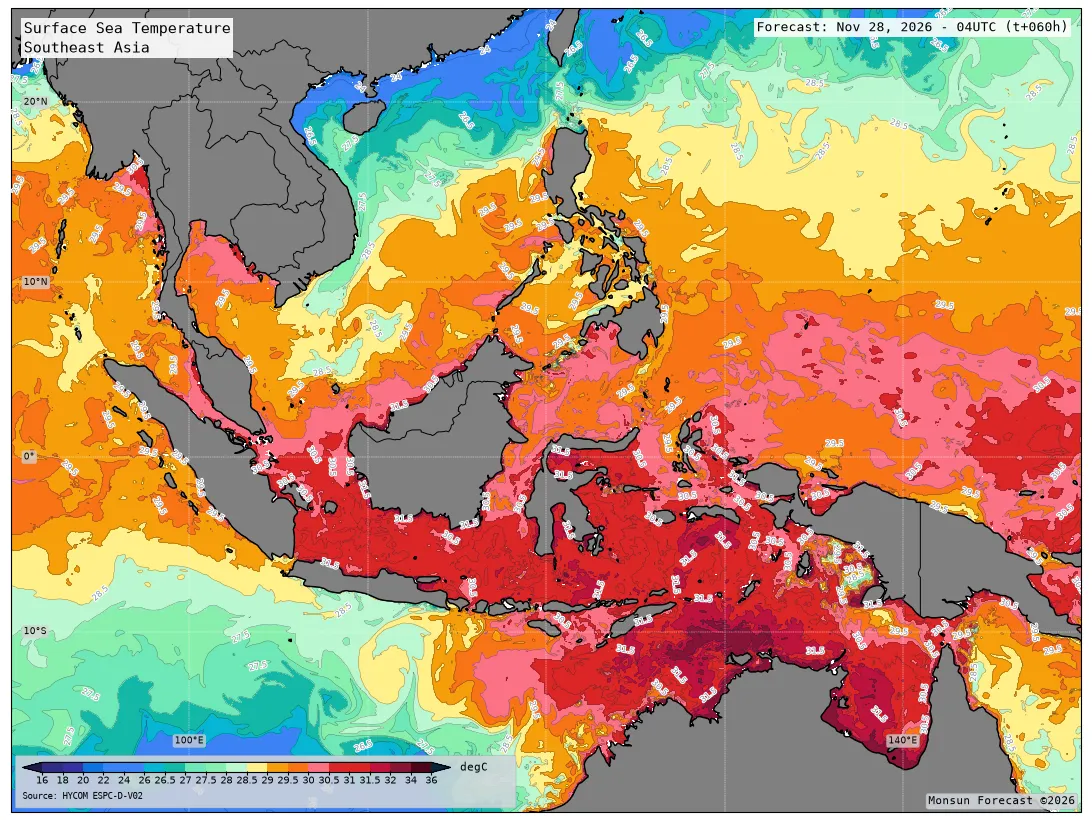 Surface Sea Temperature
Southeast Asia
Forecast: Nov 28, 2026 - 04UTC (t+060h)
20°N
10°N
0°
10°S
100°E
140°E
16 18 20 22 24 26 26.5 27 27.5 28 28.5 29 29.5 30 30.5 31 31.5 32 34 36 degC
Source: HYCOM ESPC-D-V02
Monsun Forecast ©2026